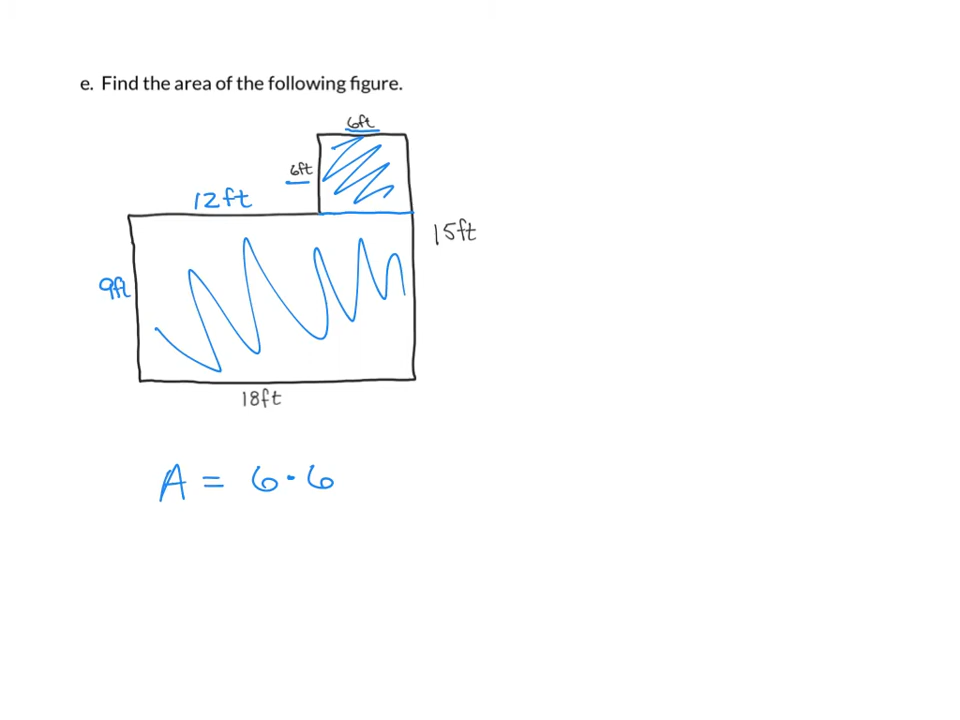 e. Find the area of the following figure.
6ft
6ft
12ft
15ft
9ft
18ft
A = 6·6